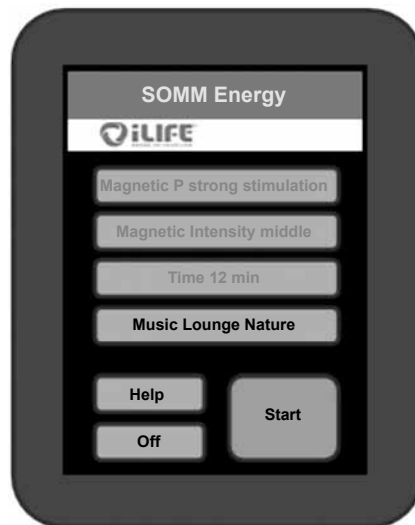 SOMM Energy
iLIFE
Magnetic P strong stimulation
Magnetic Intensity middle
Time 12 min
Music Lounge Nature
Help
Start
Off